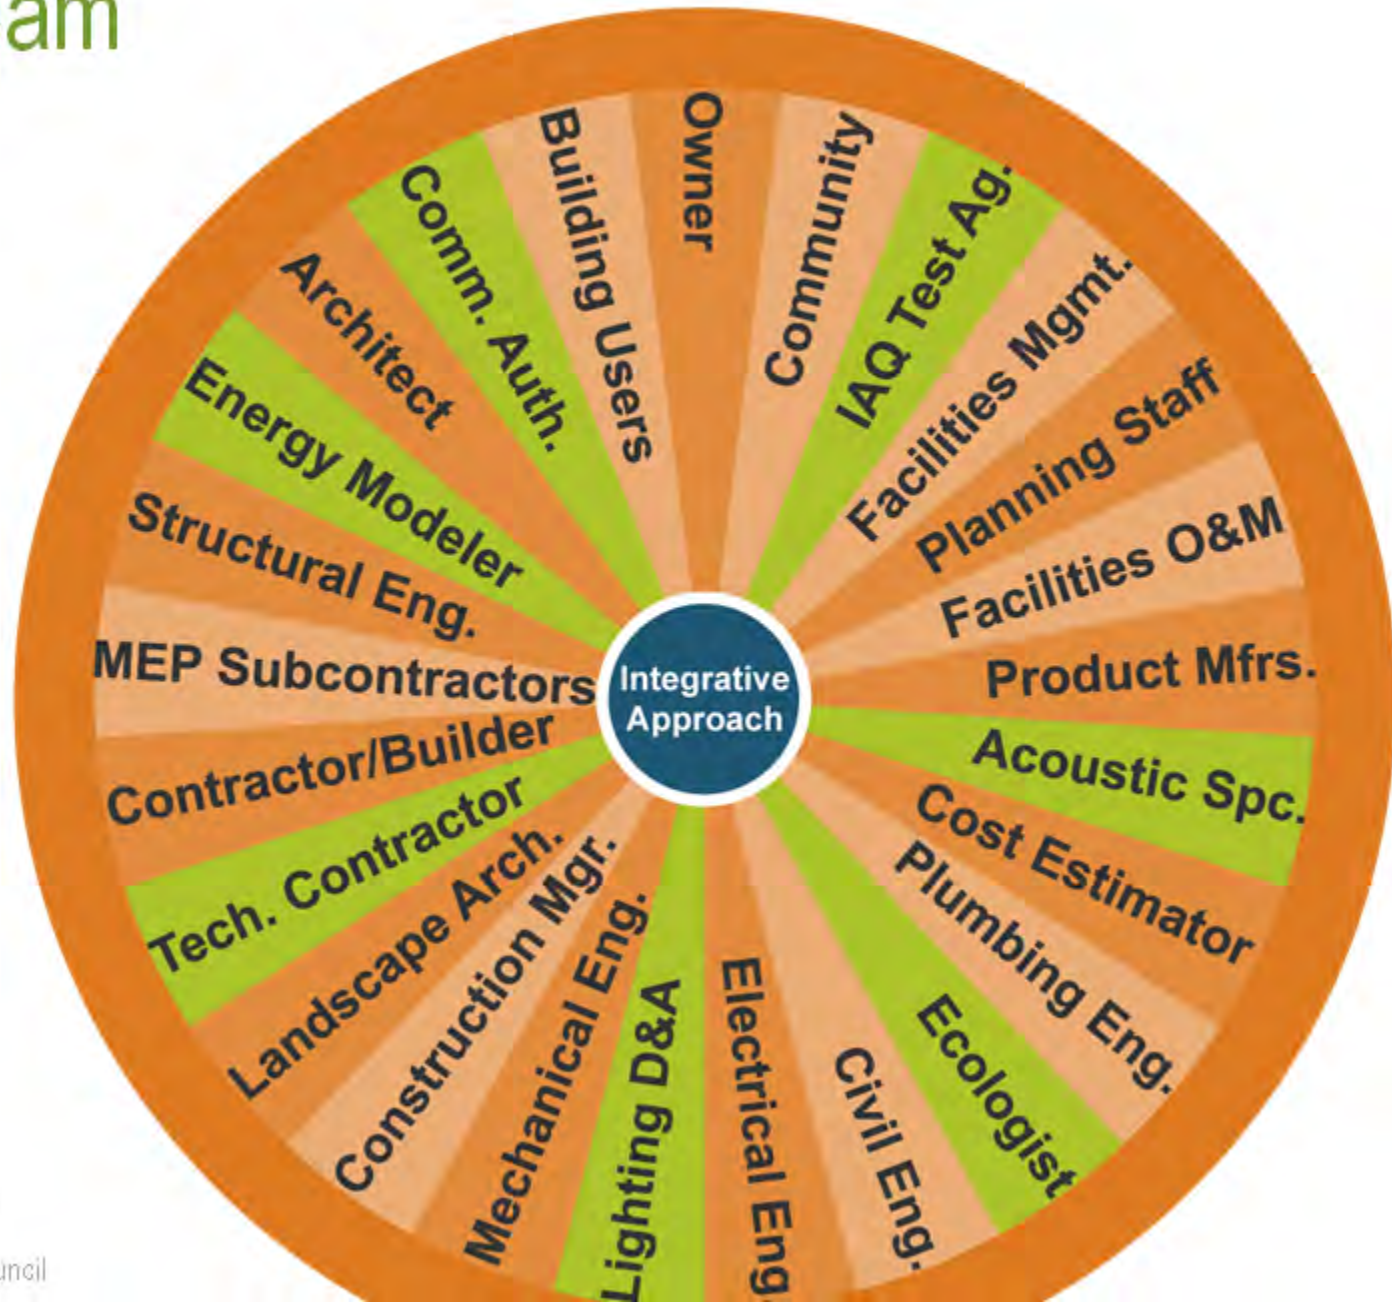 am
Owner
Community
IAQ Test Ag.
Facilities Mgmt.
Planning Staff
Facilities O&M
Product Mfrs.
Acoustic Spc.
Cost Estimator
Plumbing Eng.
Ecologist
Civil Eng.
Electrical Eng.
Lighting D&A
Mechanical Eng.
Construction Mgr.
Landscape Arch.
Tech. Contractor
Contractor/Builder
MEP Subcontractors
Structural Eng.
Energy Modeler
Architect
Comm. Auth.
Building Users
Integrative
Approach
uncil